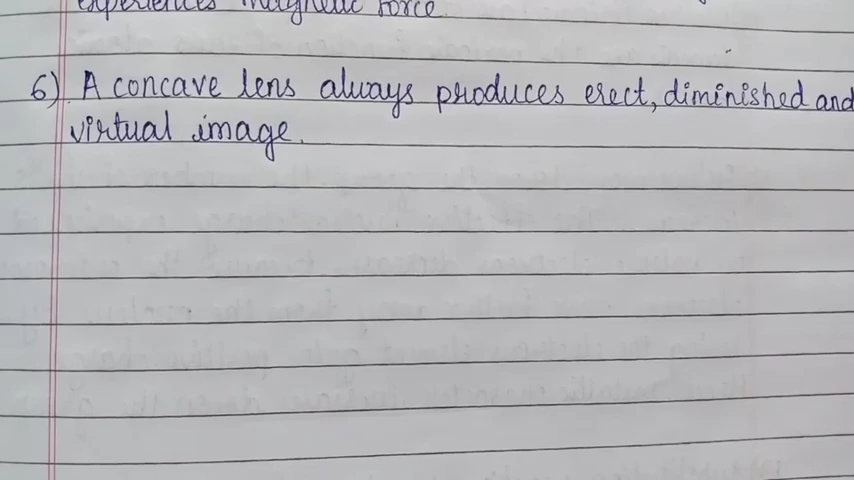 experiences magnetic force.
6) A concave lens always produces erect, diminished and
virtual image.